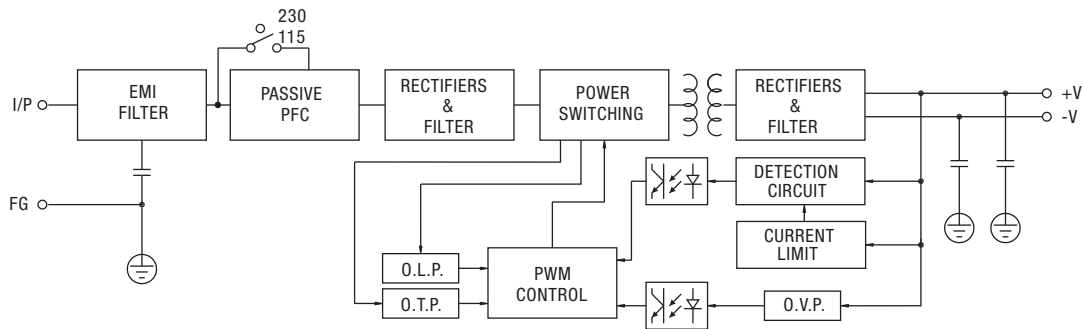 230
115
I/P
EMI
FILTER
PASSIVE
PFC
RECTIFIERS
&
FILTER
POWER
SWITCHING
RECTIFIERS
&
FILTER
+V
-V
FG
DETECTION
CIRCUIT
CURRENT
LIMIT
O.L.P.
O.T.P.
PWM
CONTROL
O.V.P.